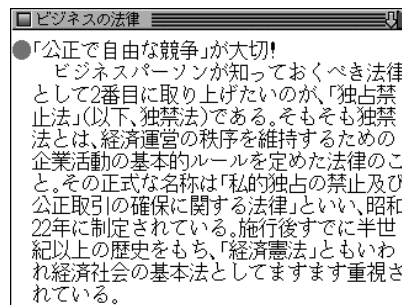 ビジネスの法律
●「公正で自由な競争」が大切!
ビジネスパーソンが知っておくべき法律
として2番目に取り上げたいのが、「独占禁
止法」(以下、独禁法)である。そもそも独禁
法とは、経済運営の秩序を維持するための
企業活動の基本的ルールを定めた法律のこ
と。その正式な名称は「私的独占の禁止及び
公正取引の確保に関する法律」といい、昭和
22年に制定されている。施行後すでに半世
紀以上の歴史をもち、「経済憲法」ともいわ
れ経済社会の基本法としてますます重視さ
れている。